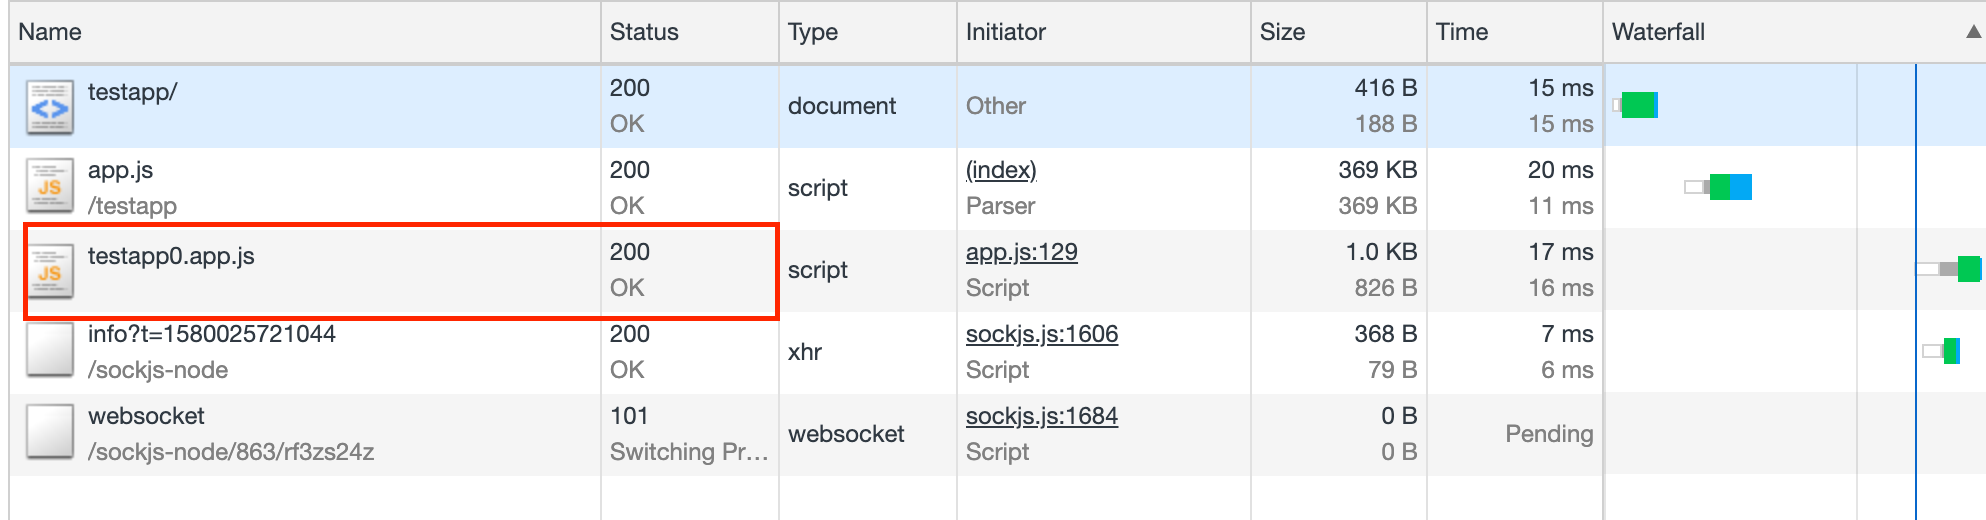 Name Status Type Initiator Size Time Waterfall ▲
testapp/ 200 OK document Other 416 B 188 B 15 ms 15 ms
JS app.js /testapp 200 OK script (index) Parser 369 KB 369 KB 20 ms 11 ms
JS testapp0.app.js 200 OK script app.js:129 Script 1.0 KB 826 B 17 ms 16 ms
info?t=1580025721044 /sockjs-node 200 OK xhr sockjs.js:1606 Script 368 B 79 B 7 ms 6 ms
websocket /sockjs-node/863/rf3zs24z 101 Switching Pr... websocket sockjs.js:1684 Script 0 B 0 B Pending